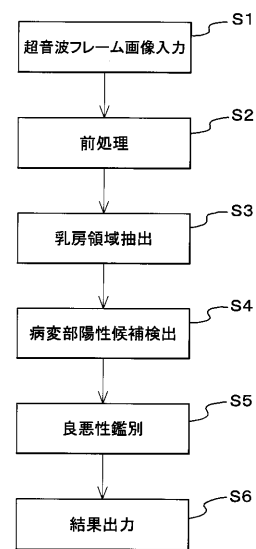 S1
超音波フレーム画像入力
S2
前処理
S3
乳房領域抽出
S4
病変部陽性候補検出
S5
良悪性鑑別
S6
結果出力